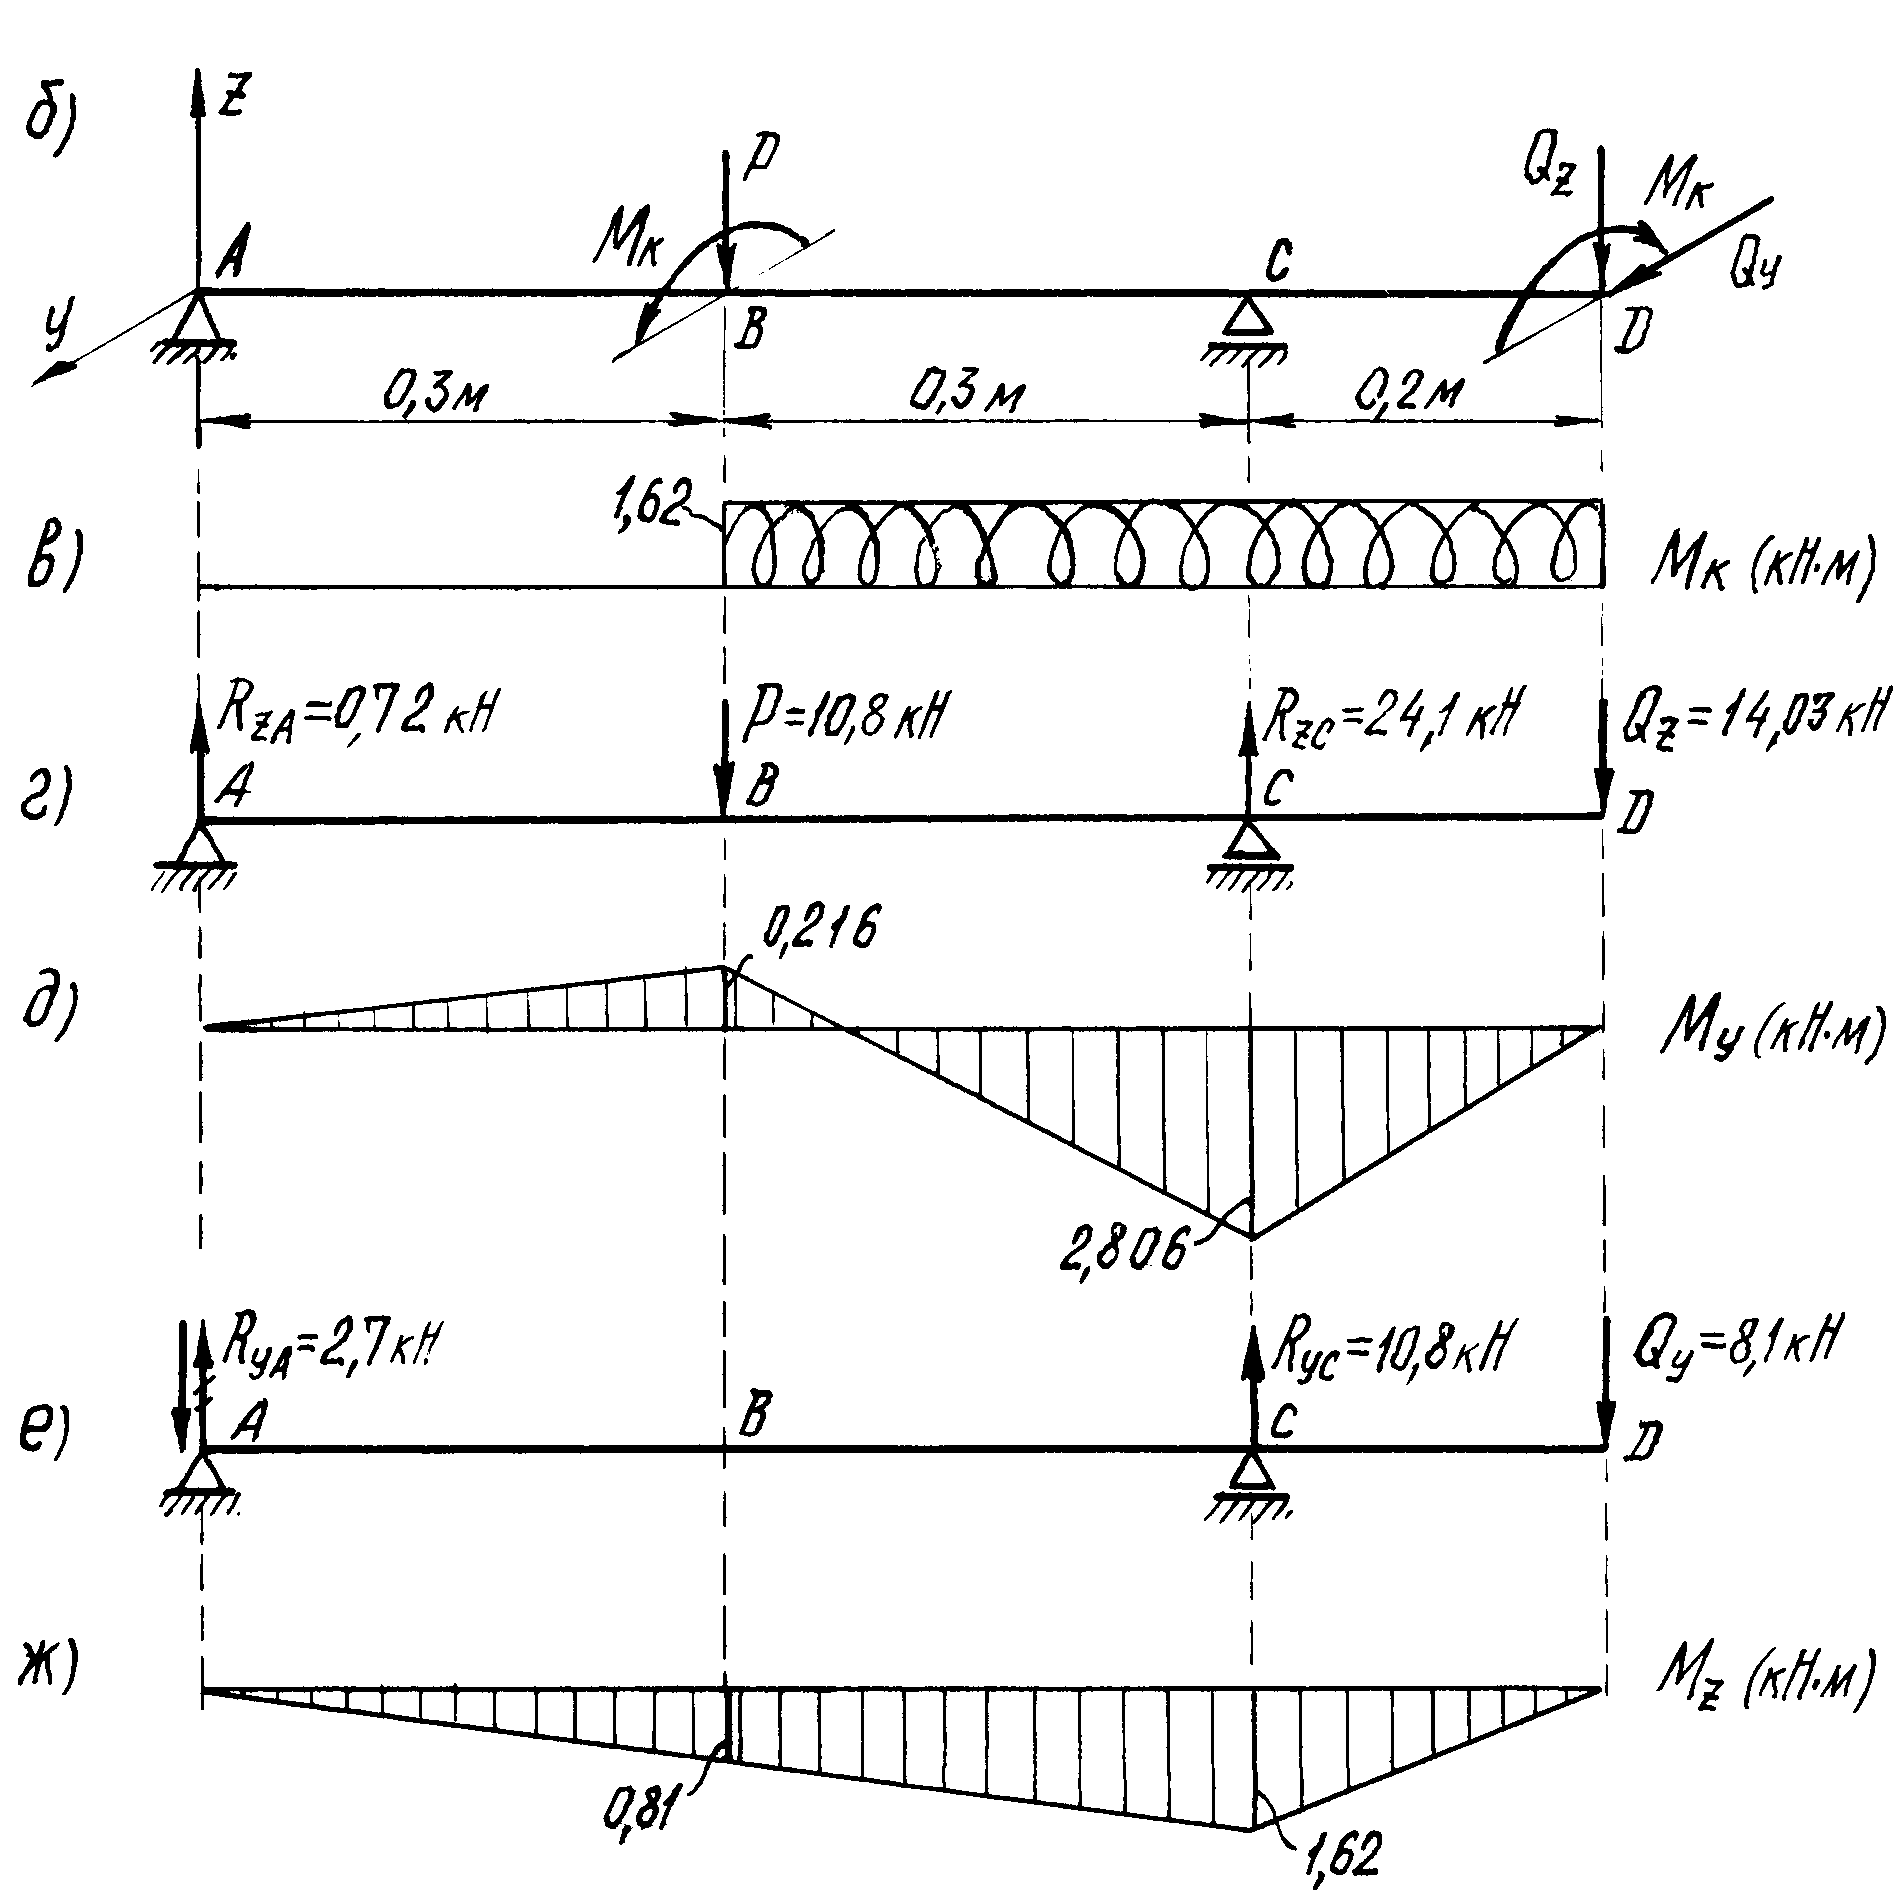 б)
z
P
Qz
Mк
Mк
A
C
Qy
y
B
D
0,3м
0,3м
0,2м
1,62
в)
Mк (кН·м)
RzA=0,72 кН
P=10,8 кН
Rzc=24,1 кН
Qz=14,03 кН
г)
A
B
C
D
0,216
д)
My (кН·м)
2,806
RyA=2,7 кН
Ryc=10,8 кН
Qy=8,1 кН
е)
A
B
C
D
ж)
Mz (кН·м)
0,81
1,62